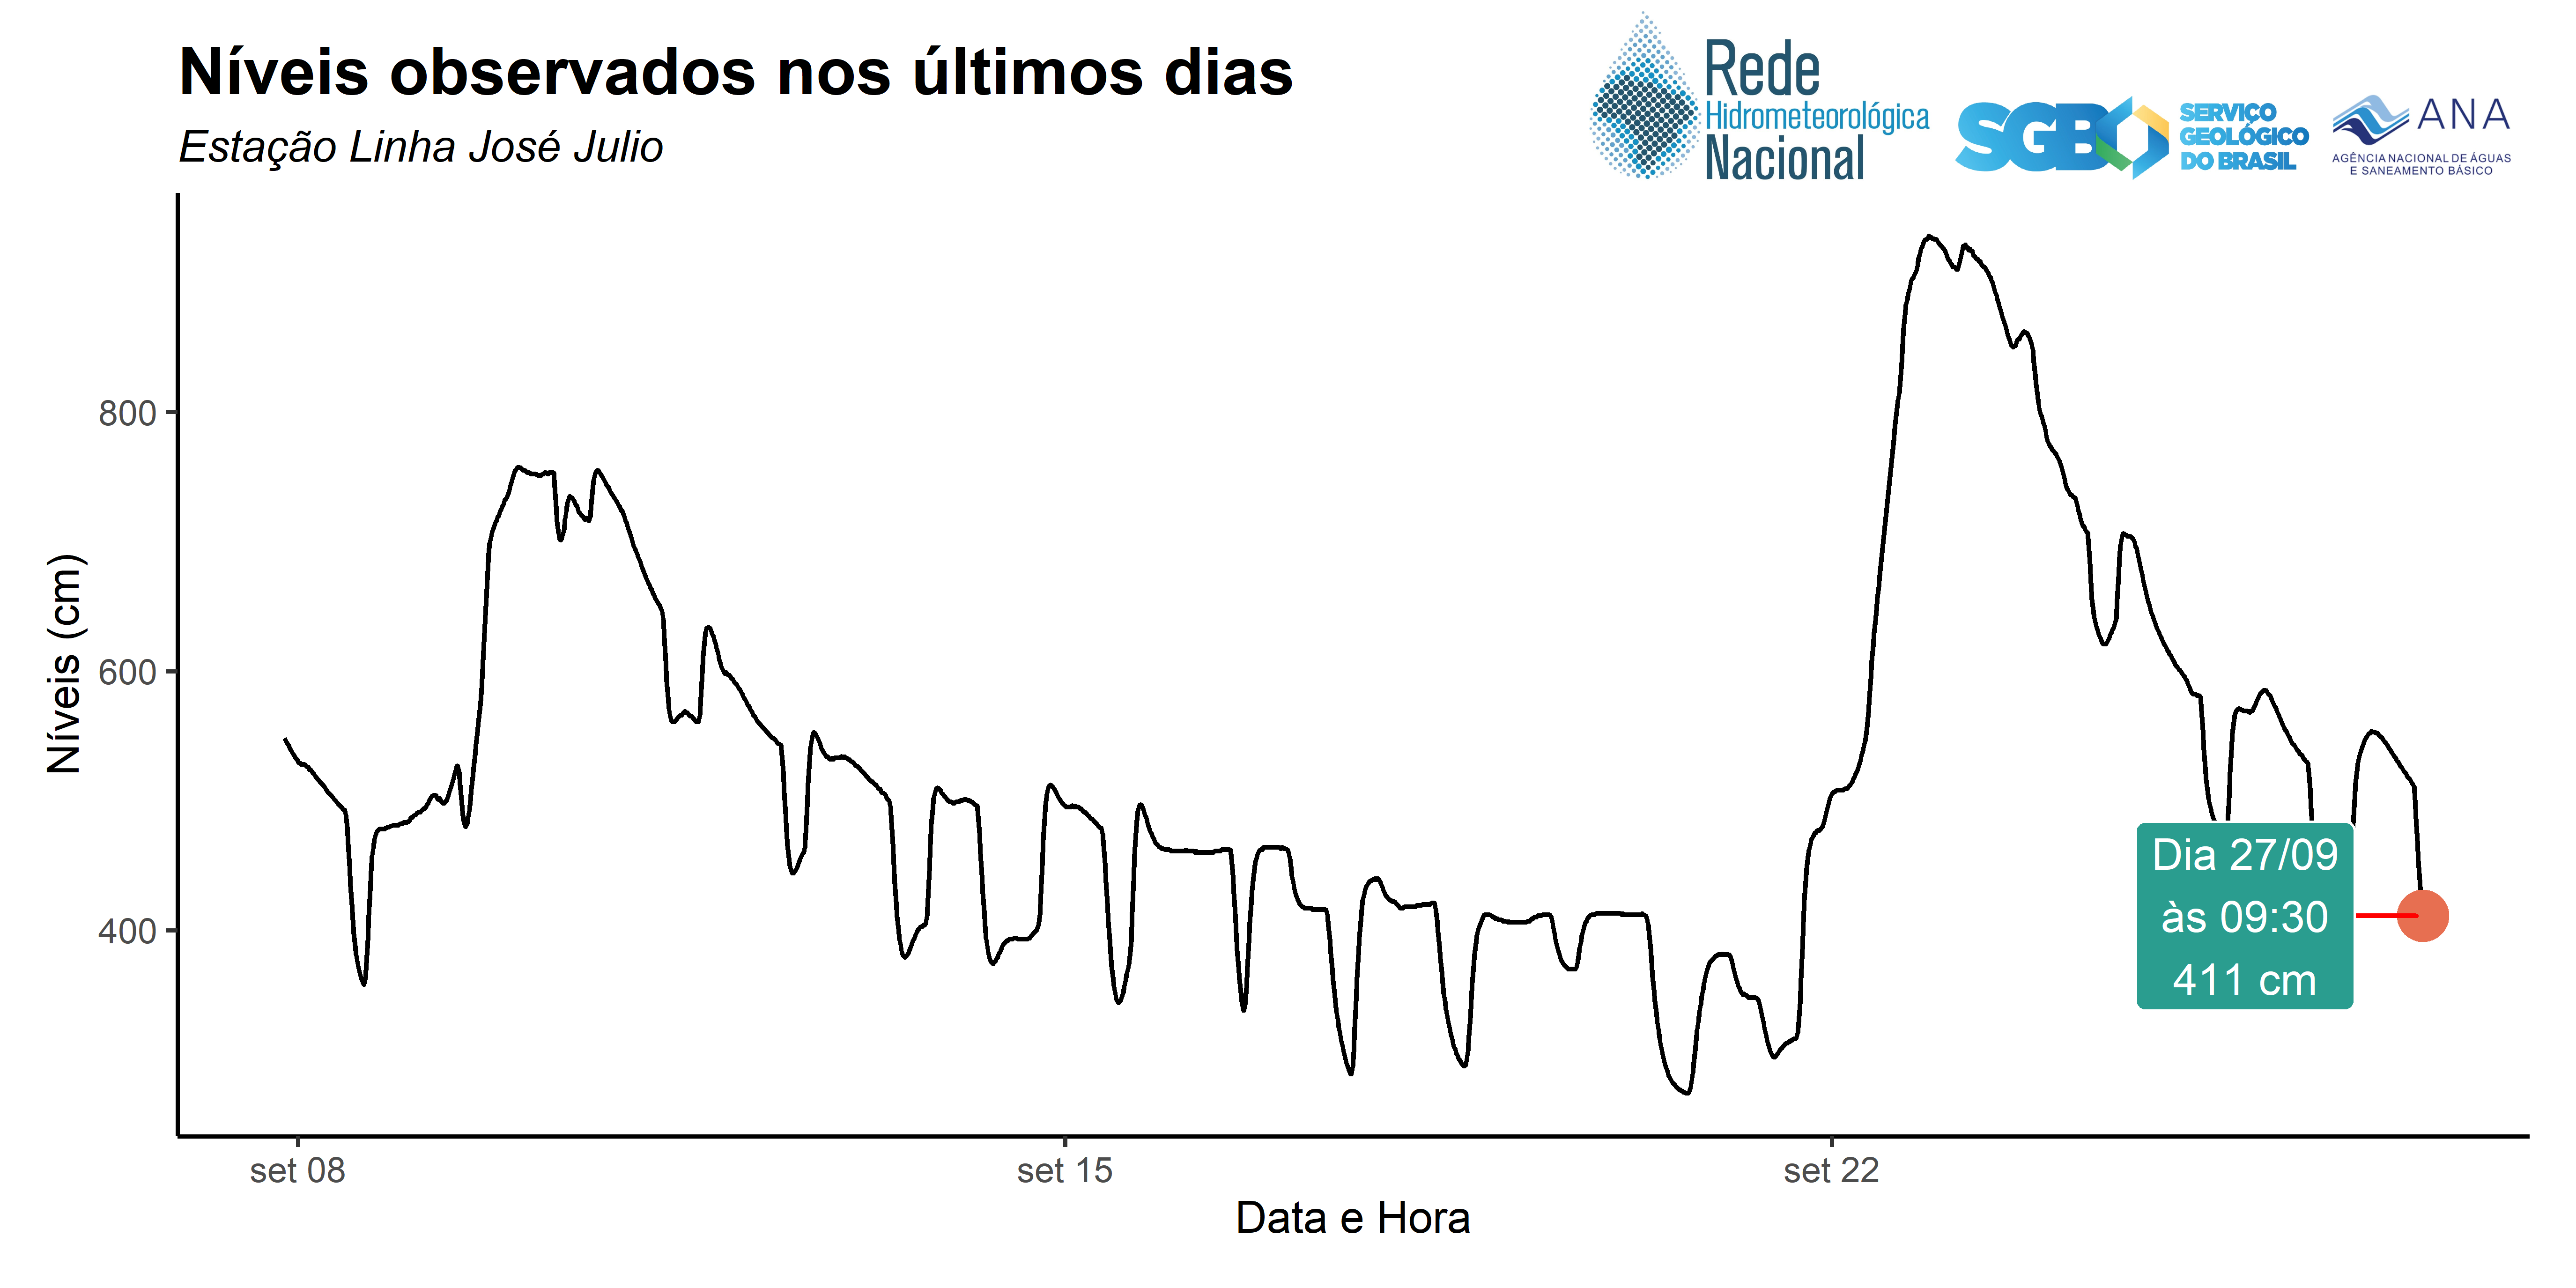 Níveis observados nos últimos dias
Estação Linha José Julio
Rede
Hidrometeorológica
Nacional
SGB
SERVIÇO
GEOLÓGICO
DO BRASIL
ANA
AGÊNCIA NACIONAL DE ÁGUAS
E SANEAMENTO BÁSICO
Níveis (cm)
800
600
400
Dia 27/09
às 09:30
411 cm
set 08
set 15
set 22
Data e Hora